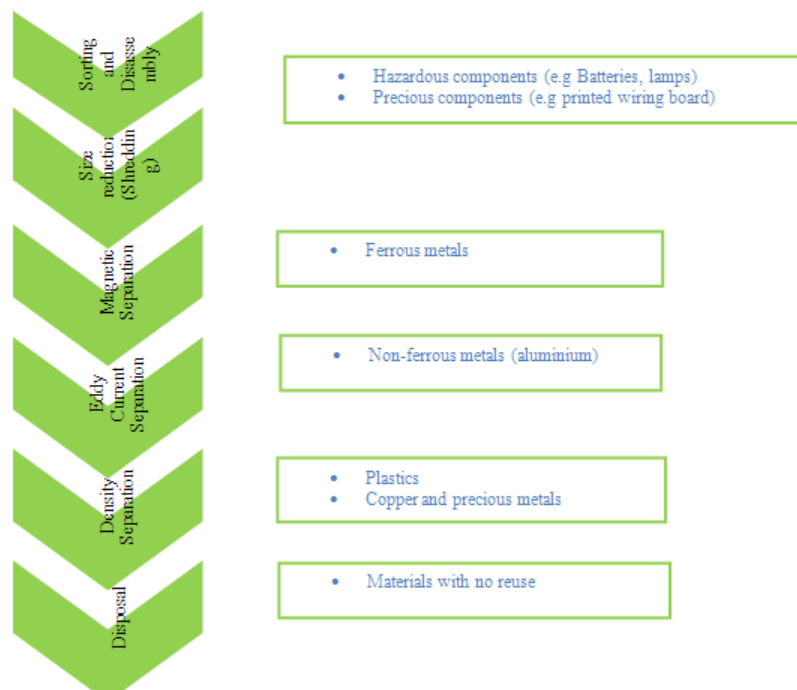 Sorting
and
Disasse
mbly
• Hazardous components (e.g Batteries, lamps)
• Precious components (e.g printed wiring board)
Size
reduction
(Shreddin
g)
Magnetic
Separation
• Ferrous metals
Eddy
Current
Separation
• Non-ferrous metals (aluminium)
Density
Separation
• Plastics
• Copper and precious metals
Disposal
• Materials with no reuse